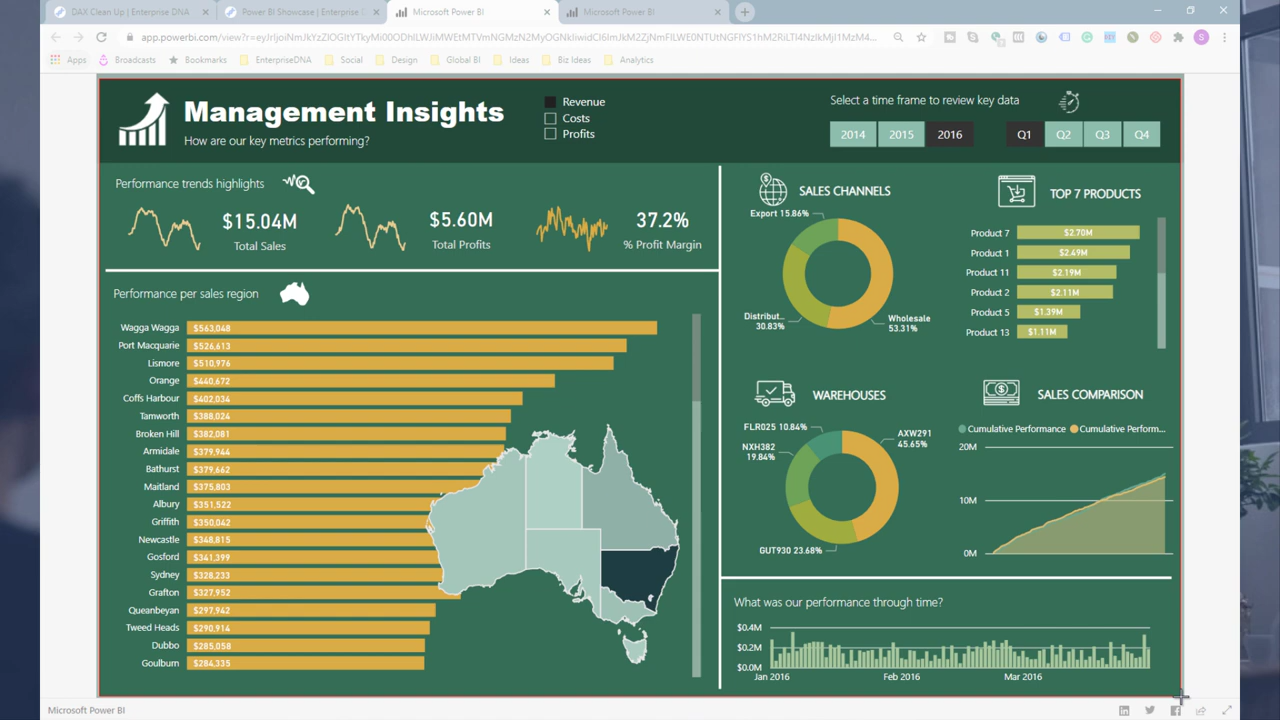 DAX Clean Up | Enterprise DNA
Power BI Showcase | Enterprise D
Microsoft Power BI
Microsoft Power BI
Apps
Broadcasts
Bookmarks
EnterpriseDNA
Social
Design
Global BI
Ideas
Biz Ideas
Analytics
Management Insights
How are our key metrics performing?
Revenue
Costs
Profits
Select a time frame to review key data
2014 2015 2016 Q1 Q2 Q3 Q4
Performance trends highlights
$15.04M
Total Sales
$5.60M
Total Profits
37.2%
% Profit Margin
Performance per sales region
Wagga Wagga $563,048
Port Macquarie $526,613
Lismore $510,976
Orange $440,672
Coffs Harbour $402,034
Tamworth $388,024
Broken Hill $382,081
Armidale $379,944
Bathurst $379,662
Maitland $375,803
Albury $351,522
Griffith $350,042
Newcastle $348,815
Gosford $341,399
Sydney $328,233
Grafton $327,952
Queanbeyan $297,942
Tweed Heads $290,914
Dubbo $285,058
Goulburn $284,335
SALES CHANNELS
Export 15.86%
Distribut...
30.83%
Wholesale
53.31%
TOP 7 PRODUCTS
Product 7 $2.70M
Product 1 $2.49M
Product 11 $2.19M
Product 2 $2.11M
Product 5 $1.39M
Product 13 $1.11M
WAREHOUSES
FLR025 10.84%
NXH382
19.84%
AXW291
45.65%
GUT930 23.68%
SALES COMPARISON
Cumulative Performance Cumulative Perform...
20M
10M
0M
What was our performance through time?
$0.4M
$0.2M
$0.0M
Jan 2016 Feb 2016 Mar 2016
Microsoft Power BI